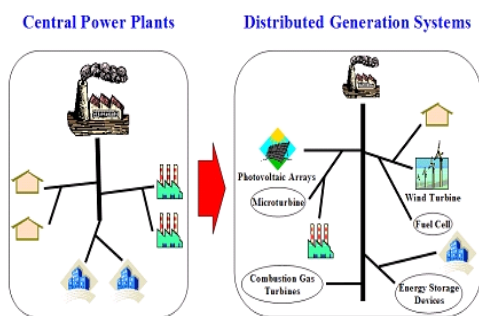 Central Power Plants
Distributed Generation Systems
Photovoltaic Arrays
Microturbine
Wind Turbine
Fuel Cell
Combustion Gas
Turbines
Energy Storage
Devices